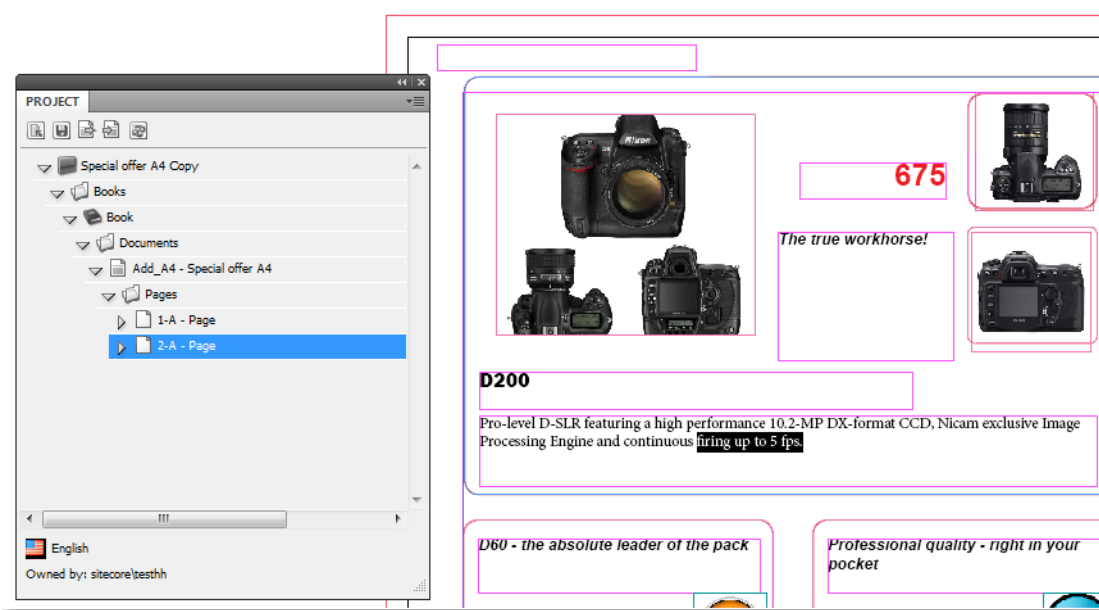 PROJECT
Special offer A4 Copy
Books
Book
Documents
Add_A4 - Special offer A4
Pages
1-A - Page
2-A - Page
English
Owned by: sitecore\testhh
Nikon
675
The true workhorse!
D200
Pro-level D-SLR featuring a high performance 10.2-MP DX-format CCD, Nicam exclusive Image
Processing Engine and continuous firing up to 5 fps.
D60 - the absolute leader of the pack
Professional quality - right in your
pocket